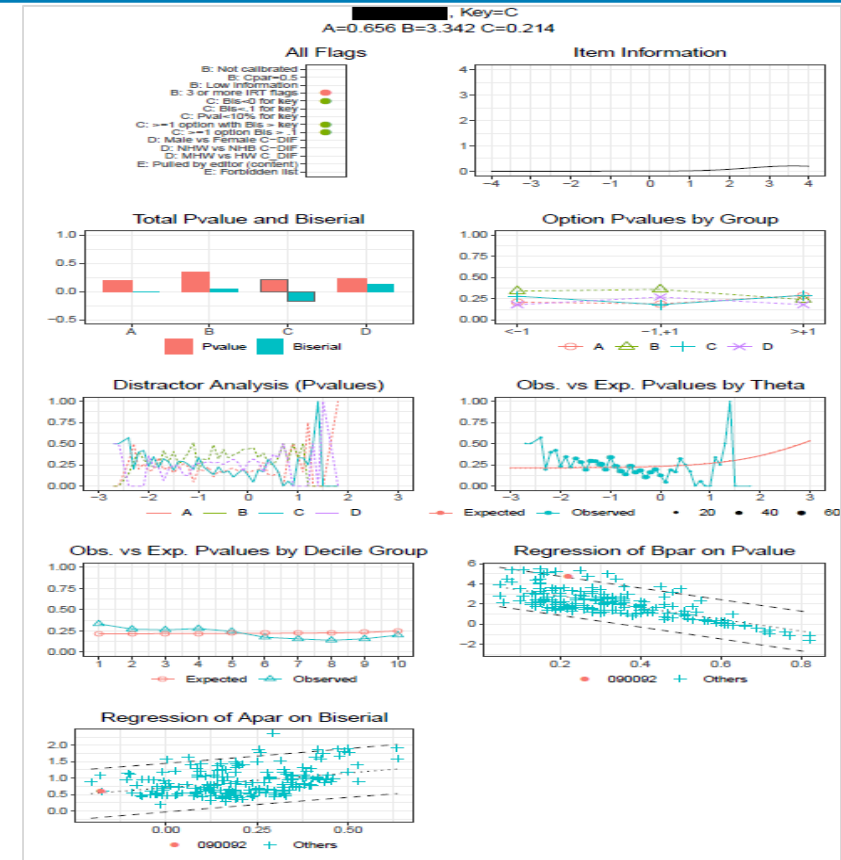 , Key=C
A=0.656 B=3.342 C=0.214
All Flags
B: Not calibrated
B: Cpar=0.5
B: Low information
B: 3 or more IRT flags
C: Bis<0 for key
C: Bis<.1 for key
C: Pval<10% for key
C: >=1 option with Bis > key
C: >=1 option Bis > .1
D: Male vs Female C-DIF
D: NHW vs NHB C-DIF
D: MHW vs HW C_DIF
E: Pulled by editor (content)
E: Forbidden list
Item Information
4
3
2
1
0
−4 −3 −2 −1 0 1 2 3 4
Total Pvalue and Biserial
1.0
0.5
0.0
−0.5
A B C D
Pvalue Biserial
Option Pvalues by Group
1.00
0.75
0.50
0.25
0.00
<−1 −1,+1 >+1
A B C D
Distractor Analysis (Pvalues)
1.00
0.75
0.50
0.25
0.00
−3 −2 −1 0 1 2 3
A B C D
Obs. vs Exp. Pvalues by Theta
1.00
0.75
0.50
0.25
0.00
−3 −2 −1 0 1 2 3
Expected Observed 20 40 60
Obs. vs Exp. Pvalues by Decile Group
1.00
0.75
0.50
0.25
0.00
1 2 3 4 5 6 7 8 9 10
Expected Observed
Regression of Bpar on Pvalue
6
4
2
0
−2
0.2 0.4 0.6 0.8
090092 Others
Regression of Apar on Biserial
2.0
1.5
1.0
0.5
0.0
0.00 0.25 0.50
090092 Others